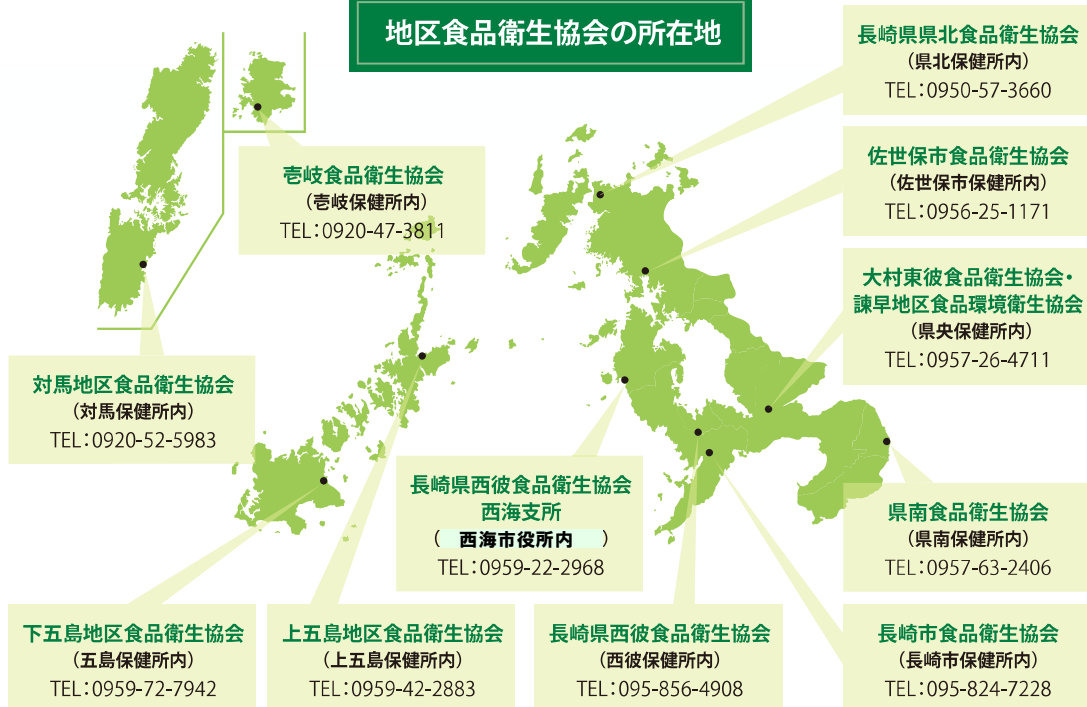 地区食品衛生協会の所在地
長崎県県北食品衛生協会
(県北保健所内)
TEL:0950-57-3660
壱岐食品衛生協会
(壱岐保健所内)
TEL:0920-47-3811
佐世保市食品衛生協会
(佐世保市保健所内)
TEL:0956-25-1171
大村東彼食品衛生協会・
諫早地区食品環境衛生協会
(県央保健所内)
TEL:0957-26-4711
対馬地区食品衛生協会
(対馬保健所内)
TEL:0920-52-5983
長崎県西彼食品衛生協会
西海支所
(西海市役所内)
TEL:0959-22-2968
県南食品衛生協会
(県南保健所内)
TEL:0957-63-2406
下五島地区食品衛生協会
(五島保健所内)
TEL:0959-72-7942
上五島地区食品衛生協会
(上五島保健所内)
TEL:0959-42-2883
長崎県西彼食品衛生協会
(西彼保健所内)
TEL:095-856-4908
長崎市食品衛生協会
(長崎市保健所内)
TEL:095-824-7228